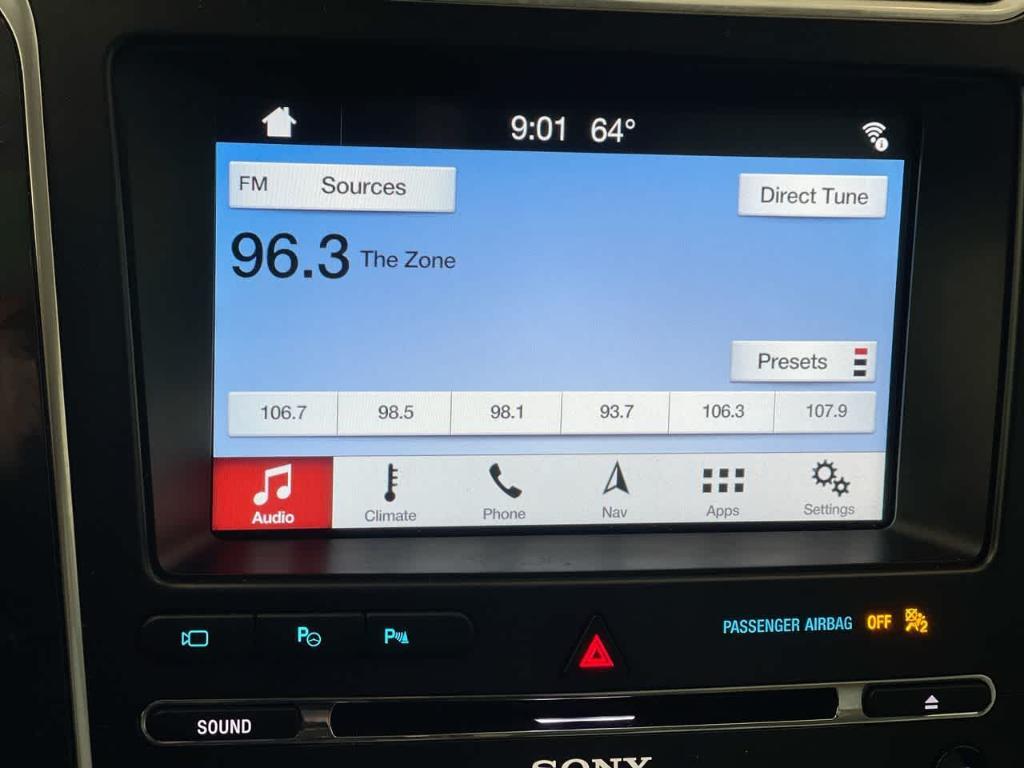 9:01 64°
FM Sources
Direct Tune
96.3 The Zone
Presets
106.7 98.5 98.1 93.7 106.3 107.9
Audio Climate Phone Nav Apps Settings
P P
PASSENGER AIRBAG OFF 2
SOUND
SONY